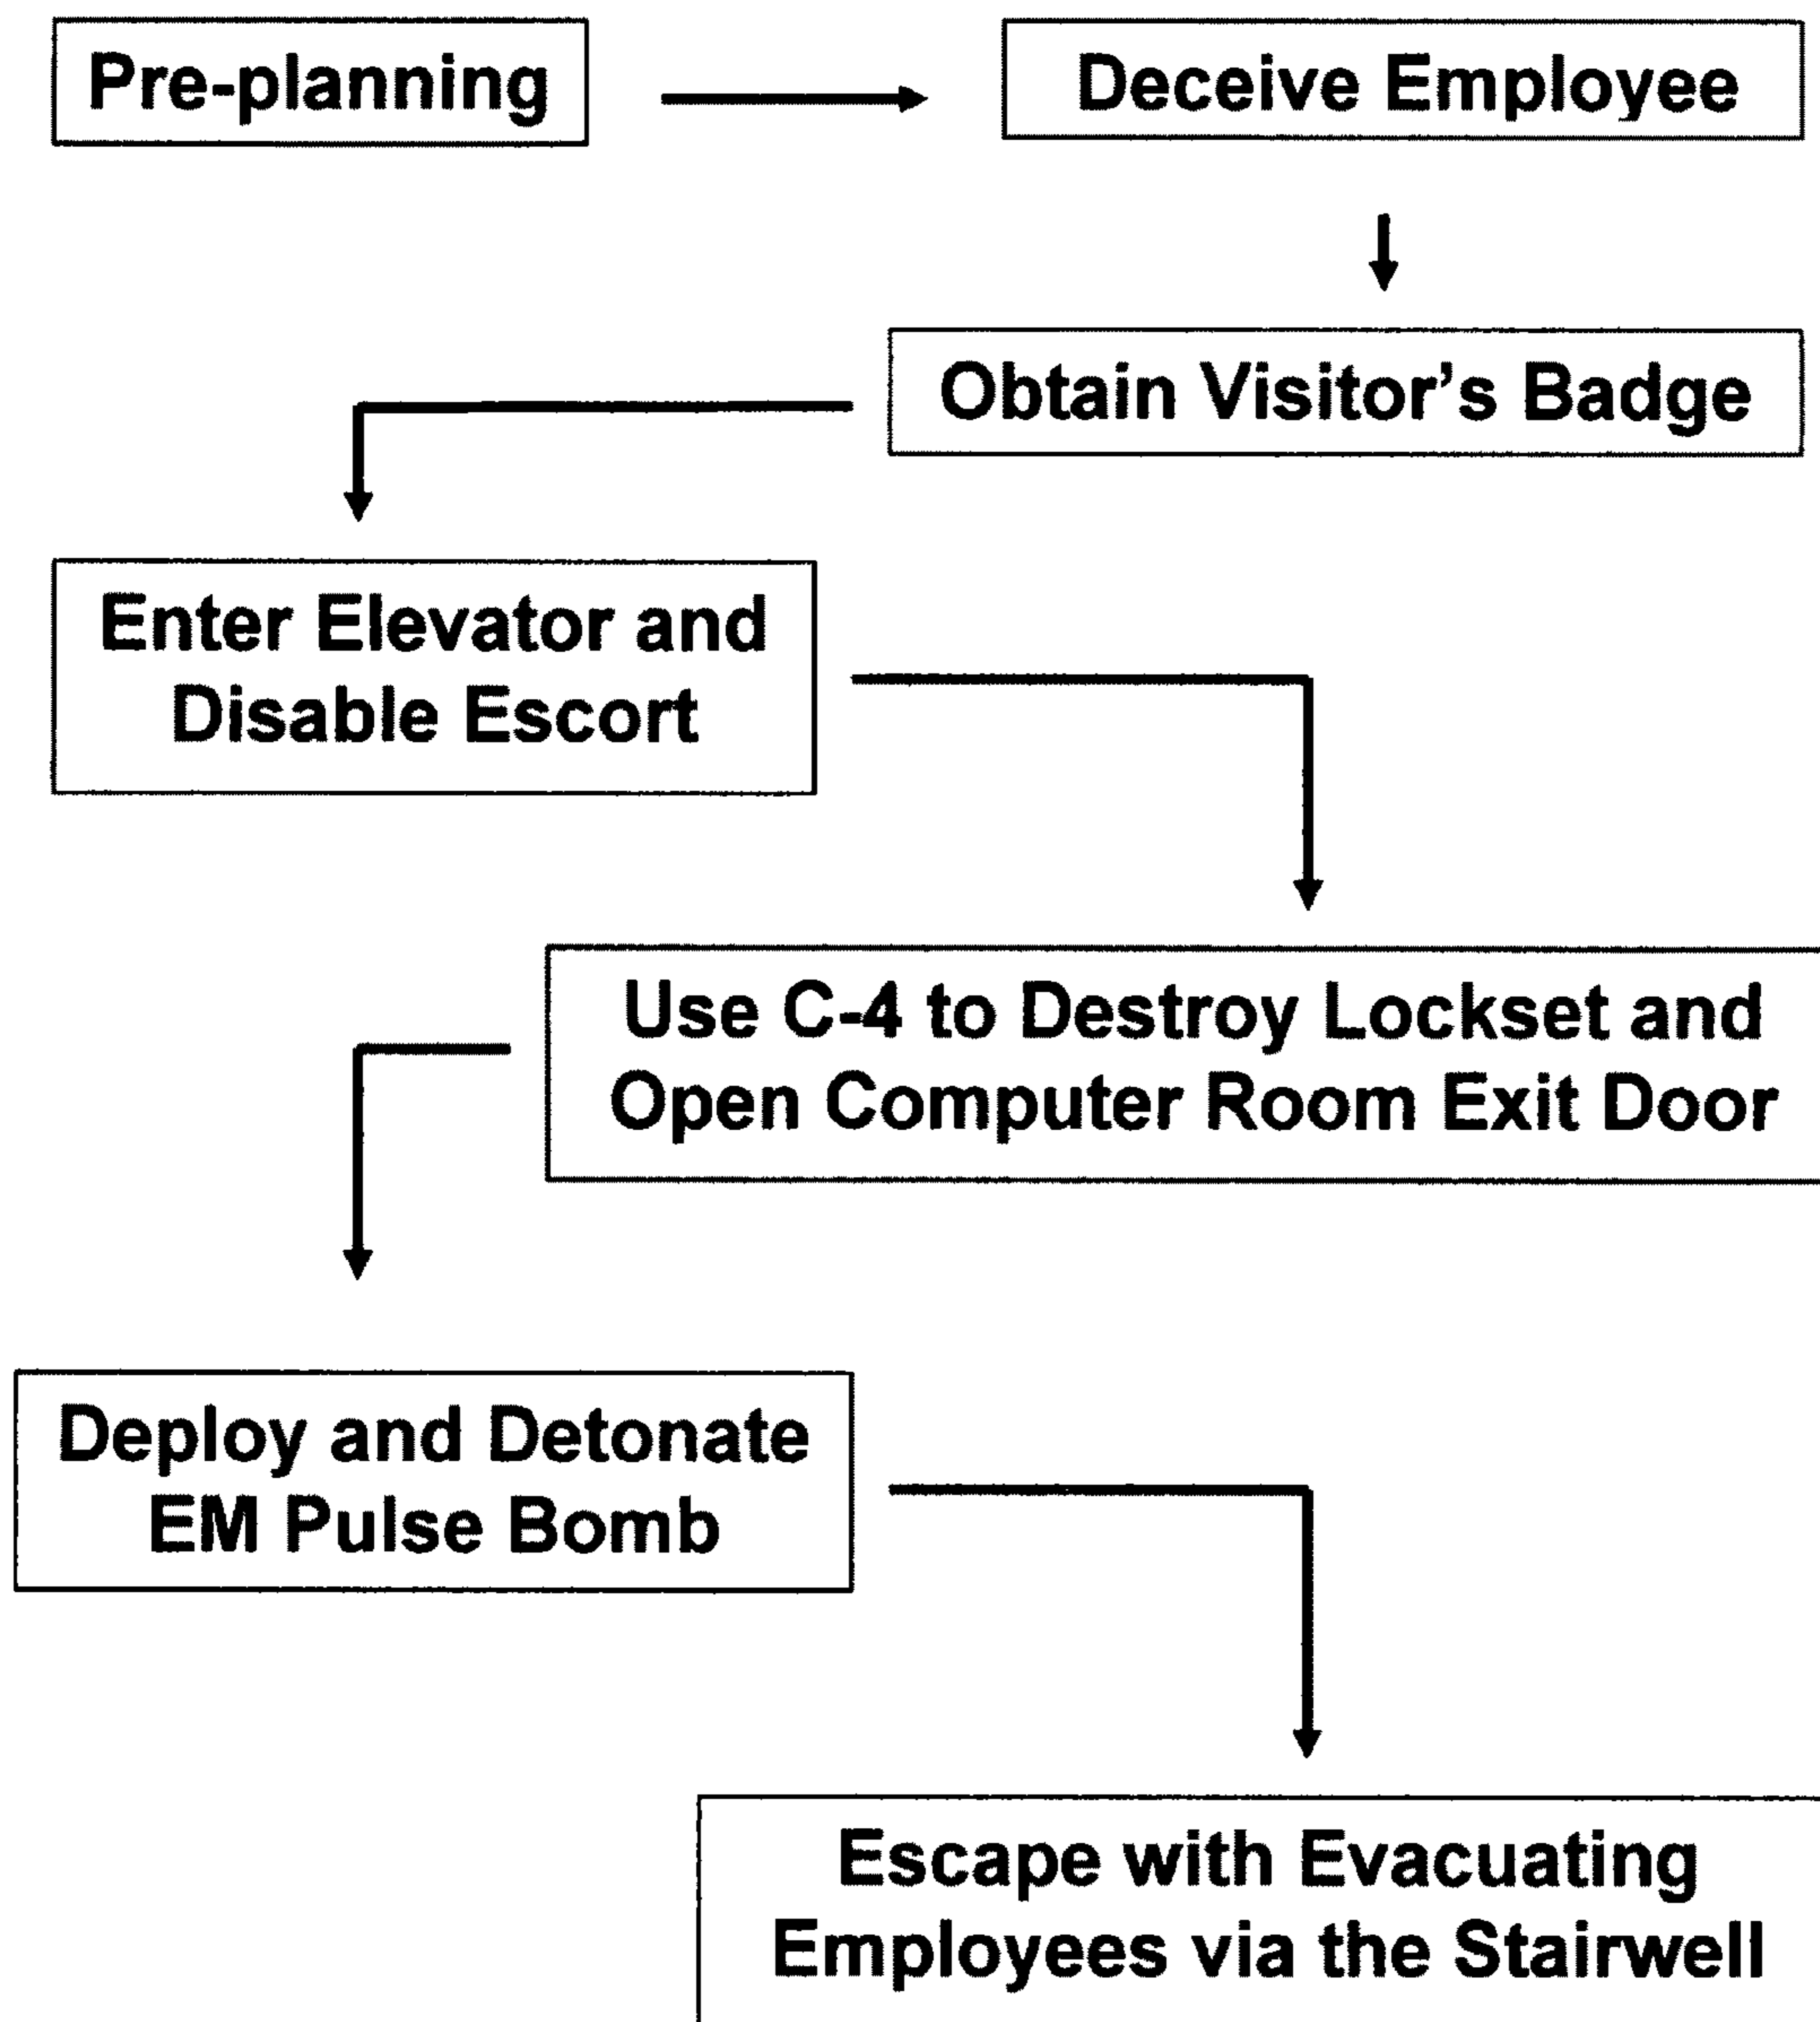 Pre-planning
Deceive Employee
Obtain Visitor's Badge
Enter Elevator and
Disable Escort
Use C-4 to Destroy Lockset and
Open Computer Room Exit Door
Deploy and Detonate
EM Pulse Bomb
Escape with Evacuating
Employees via the Stairwell